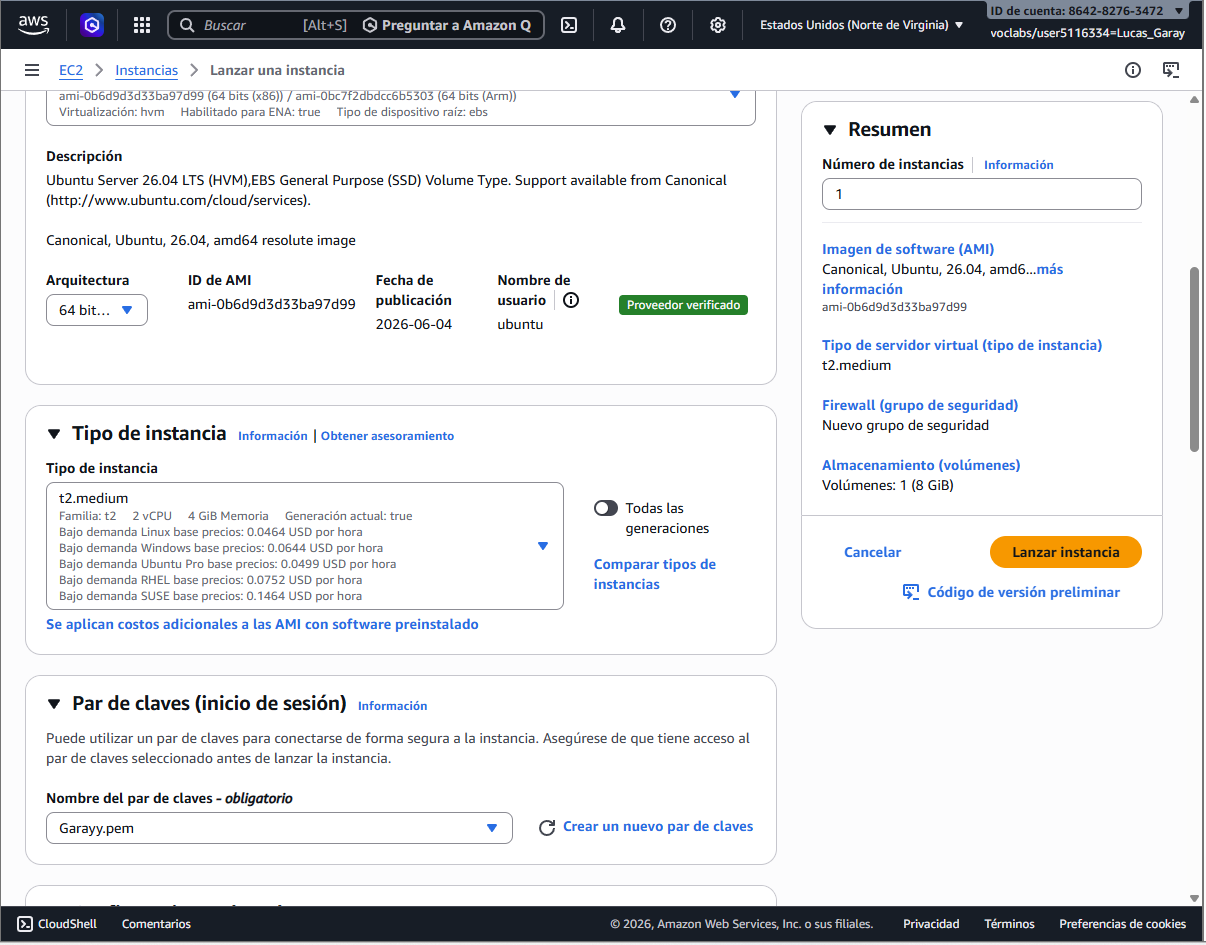 aws
Buscar [Alt+S] Preguntar a Amazon Q
Estados Unidos (Norte de Virginia)
ID de cuenta: 8642-8276-3472
voclabs/user5116334=Lucas_Garay
EC2 > Instancias > Lanzar una instancia
ami-0b6d9d3d33ba97d99 (64 bits (x86)) / ami-0bc7f2dbdcc6b5303 (64 bits (Arm))
Virtualización: hvm Habilitado para ENA: true Tipo de dispositivo raíz: ebs
Descripción
Ubuntu Server 26.04 LTS (HVM),EBS General Purpose (SSD) Volume Type. Support available from Canonical
(http://www.ubuntu.com/cloud/services).
Canonical, Ubuntu, 26.04, amd64 resolute image
Arquitectura
64 bit...
ID de AMI
ami-0b6d9d3d33ba97d99
Fecha de
publicación
2026-06-04
Nombre de
usuario
ubuntu
Proveedor verificado
Tipo de instancia Información | Obtener asesoramiento
Tipo de instancia
t2.medium
Familia: t2 2 vCPU 4 GiB Memoria Generación actual: true
Bajo demanda Linux base precios: 0.0464 USD por hora
Bajo demanda Windows base precios: 0.0644 USD por hora
Bajo demanda Ubuntu Pro base precios: 0.0499 USD por hora
Bajo demanda RHEL base precios: 0.0752 USD por hora
Bajo demanda SUSE base precios: 0.1464 USD por hora
Todas las
generaciones
Comparar tipos de
instancias
Se aplican costos adicionales a las AMI con software preinstalado
Par de claves (inicio de sesión) Información
Puede utilizar un par de claves para conectarse de forma segura a la instancia. Asegúrese de que tiene acceso al
par de claves seleccionado antes de lanzar la instancia.
Nombre del par de claves - obligatorio
Garayy.pem
Crear un nuevo par de claves
Resumen
Número de instancias Información
1
Imagen de software (AMI)
Canonical, Ubuntu, 26.04, amd6...más
información
ami-0b6d9d3d33ba97d99
Tipo de servidor virtual (tipo de instancia)
t2.medium
Firewall (grupo de seguridad)
Nuevo grupo de seguridad
Almacenamiento (volúmenes)
Volúmenes: 1 (8 GiB)
Cancelar
Lanzar instancia
Código de versión preliminar
CloudShell Comentarios
© 2026, Amazon Web Services, Inc. o sus filiales. Privacidad Términos Preferencias de cookies